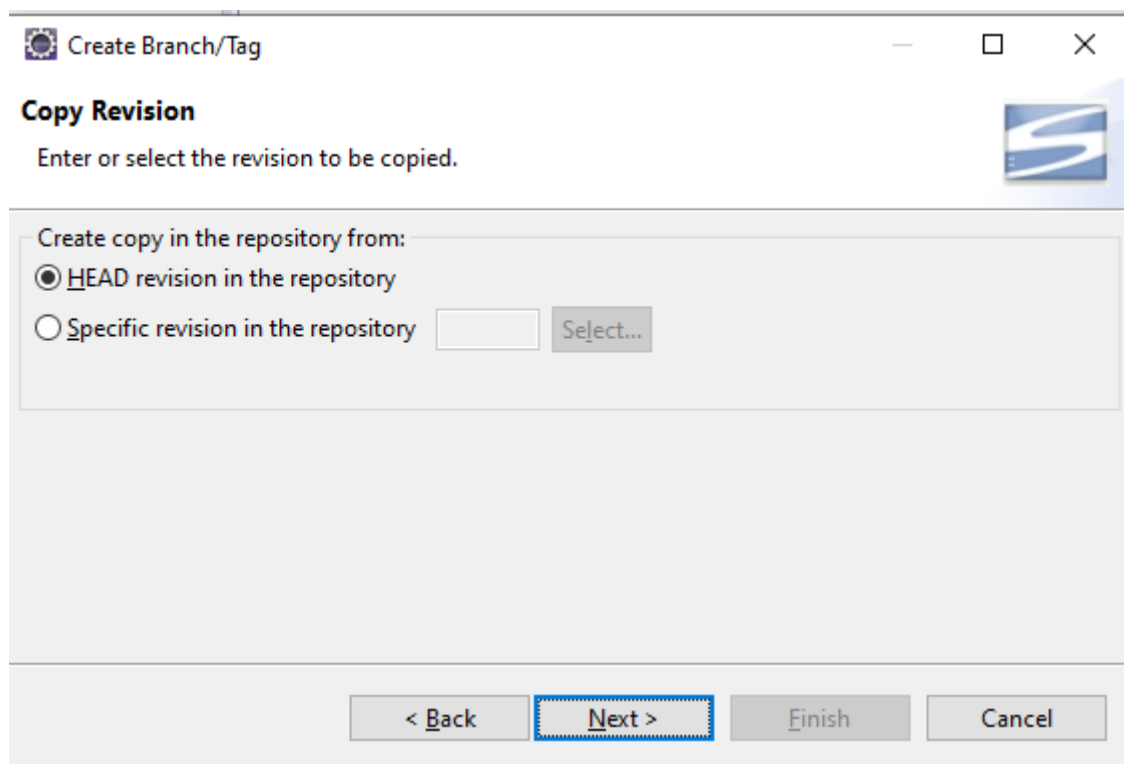 Create Branch/Tag
Copy Revision
Enter or select the revision to be copied.
Create copy in the repository from:
HEAD revision in the repository
Specific revision in the repository Select...
< Back Next > Finish Cancel